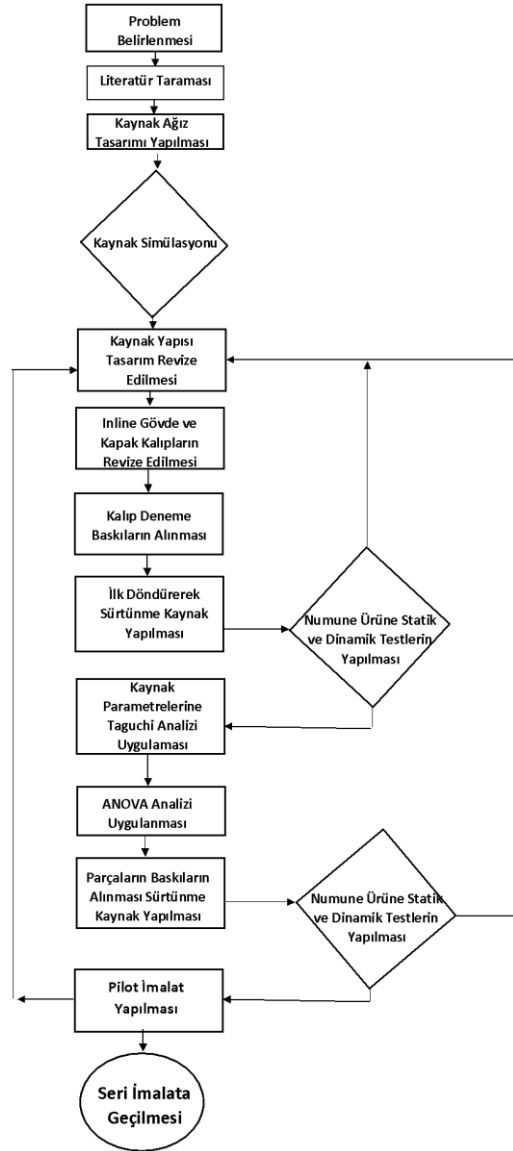 Problem
Belirlenmesi
Literatür Taraması
Kaynak Ağız
Tasarımı Yapılması
Kaynak Simülasyonu
Kaynak Yapısı
Tasarım Revize
Edilmesi
Inline Gövde ve
Kapak Kalıpların
Revize Edilmesi
Kalıp Deneme
Baskıların Alınması
İlk Döndürerek
Sürtünme Kaynak
Yapılması
Numune Ürüne Statik
ve Dinamik Testlerin
Yapılması
Kaynak
Parametrelerine
Taguchi Analizi
Uygulaması
ANOVA Analizi
Uygulanması
Parçaların Baskıların
Alınması Sürtünme
Kaynak Yapılması
Numune Ürüne Statik
ve Dinamik Testlerin
Yapılması
Pilot İmalat
Yapılması
Seri İmalata
Geçilmesi